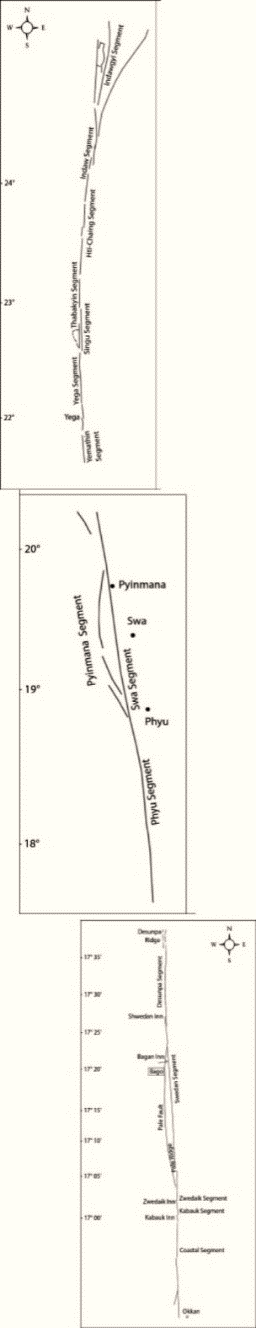 N
W E
S
Indawgyi Segment
Indaw Segment
24°
Hti-Chaing Segment
23°
Thabakyin Segment
Singu Segment
Yega Segment
22°
Yega
Yemathin
Segment
20°
Pyinmana
Swa
Pyinmana Segment
19°
Swa Segment
Phyu
Phyu Segment
18°
N
W E
S
Desunpa
Ridge
17° 35'
Desunpa Segment
17° 30'
Shwedan Inn
17° 25'
Bagan Inn
17° 20'
Bago
Swedan Segment
17° 15'
Pale Fault
17° 10'
17° 05'
Zwedaik Inn
Zwedaik Segment
Kabauk Segment
17° 00'
Kabauk Inn
Coastal Segment
Okkan